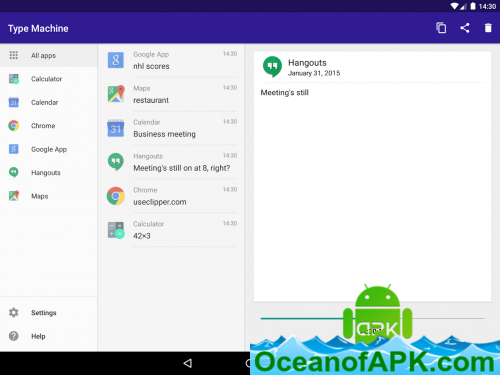 14:30
Type Machine
All apps
Calculator
Calendar
Chrome
Google App
Hangouts
Maps
Settings
Help
Google App 14:30
nhl scores
Maps 14:30
restaurant
Calendar 14:30
31
Business meeting
Hangouts 14:30
Meeting's still on at 8, right?
Chrome 14:30
useclipper.com
Calculator 14:30
42×3
Hangouts
January 31, 2015
Meeting's still
APK
OceanofAPK.com